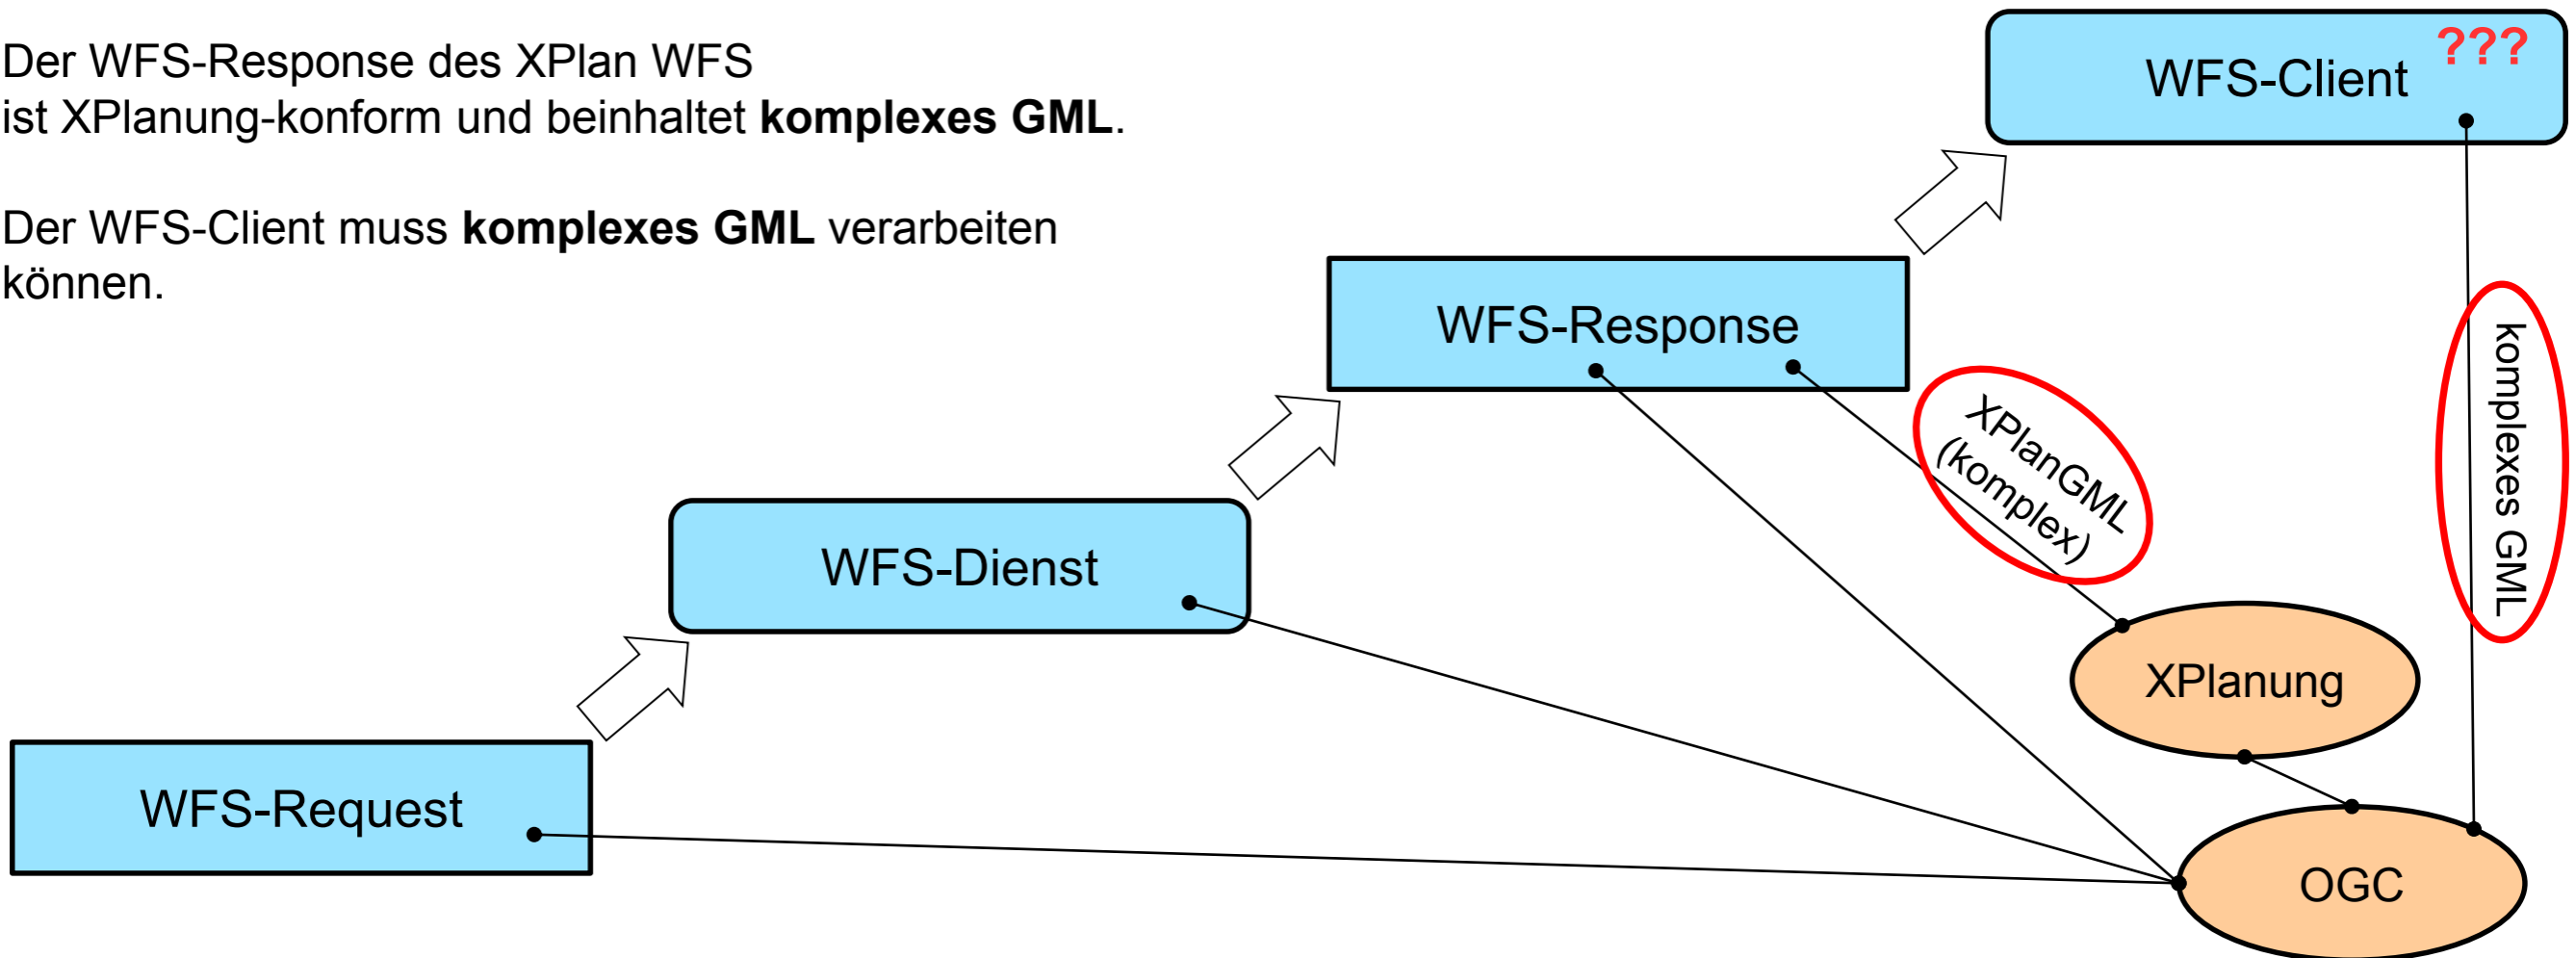 Der WFS-Response des XPlan WFS
ist XPlanung-konform und beinhaltet komplexes GML.
Der WFS-Client muss komplexes GML verarbeiten
können.
WFS-Client
???
WFS-Response
XPlanGML
(komplex)
komplexes GML
WFS-Dienst
XPlanung
WFS-Request
OGC